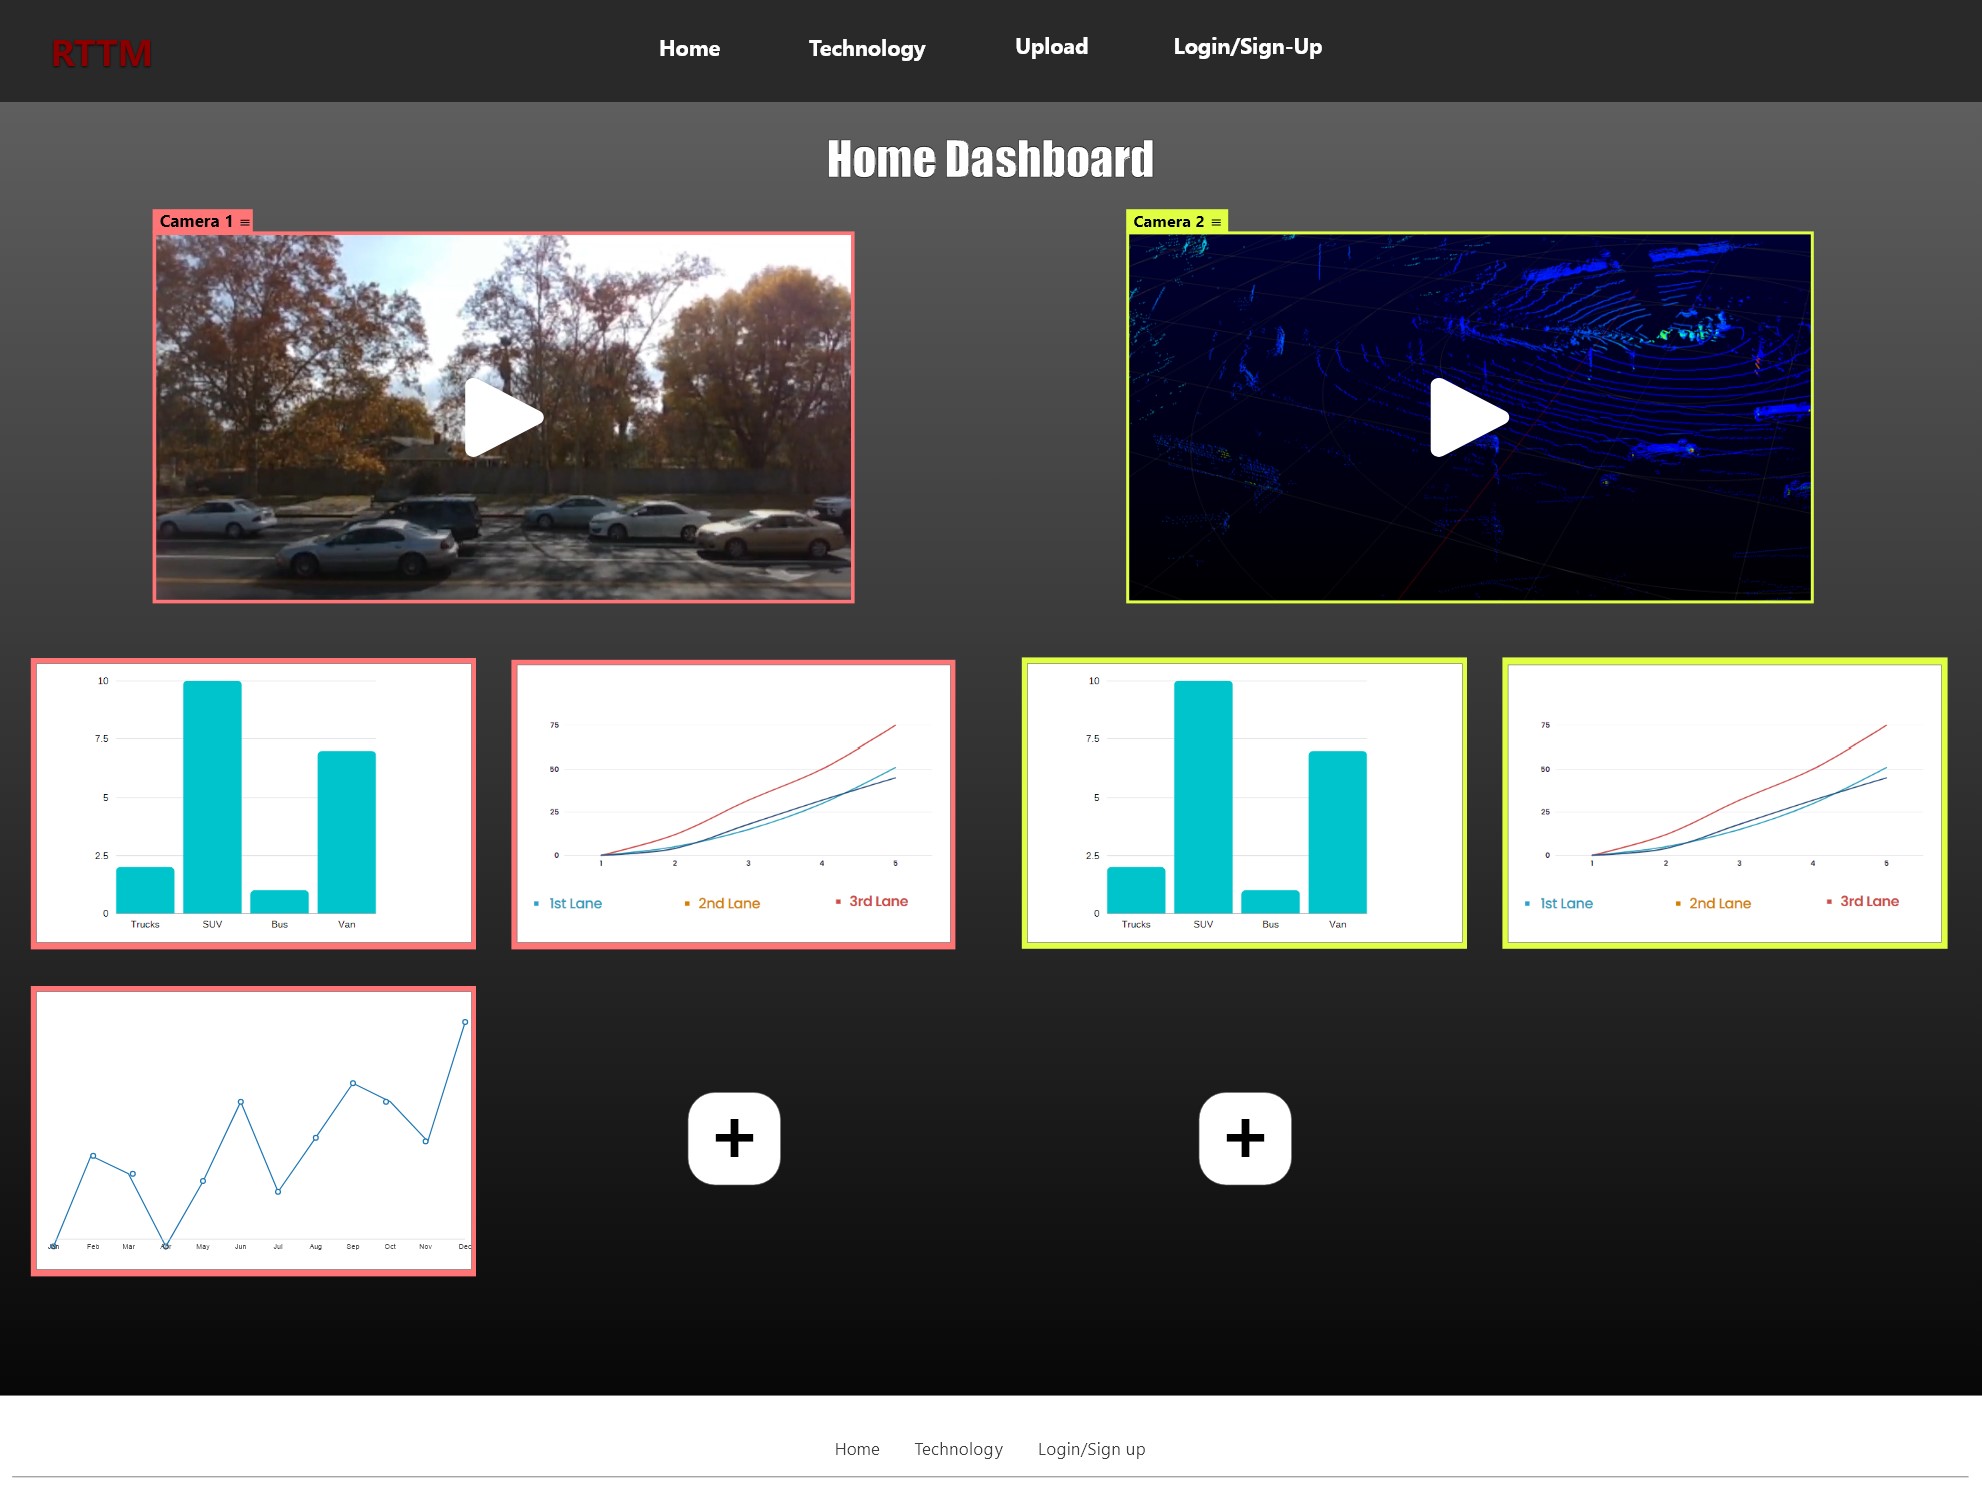 RTTM
Home Technology Upload Login/Sign-Up
Home Dashboard
Camera 1
Camera 2
10
7.5
5
2.5
0
Trucks SUV Bus Van
75
50
25
0
1 2 3 4 5
1st Lane 2nd Lane 3rd Lane
10
7.5
5
2.5
0
Trucks SUV Bus Van
75
50
25
0
1 2 3 4 5
1st Lane 2nd Lane 3rd Lane
Jan Feb Mar Apr May Jun Jul Aug Sep Oct Nov Dec
Home Technology Login/Sign up